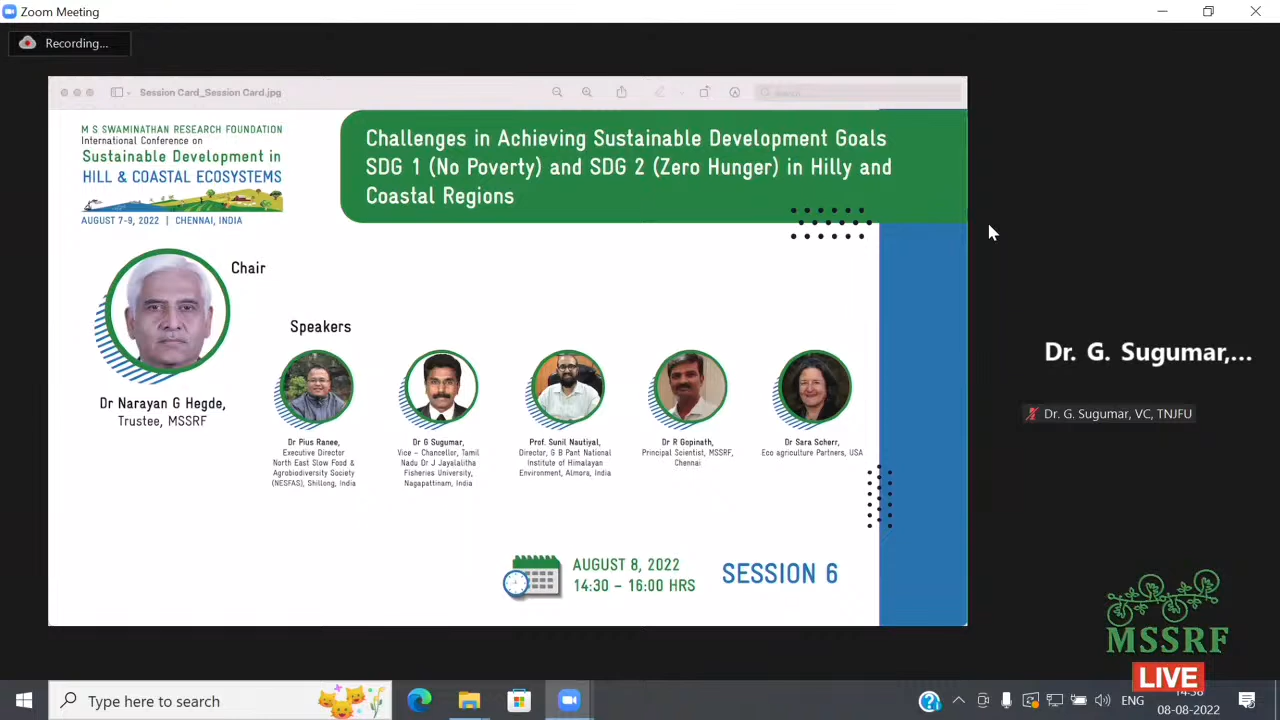 Zoom Meeting
Recording...
Session Card_Session Card.jpg
Search
M S SWAMINATHAN RESEARCH FOUNDATION
International Conference on
Sustainable Development in
HILL & COASTAL ECOSYSTEMS
AUGUST 7-9, 2022 | CHENNAI, INDIA
Challenges in Achieving Sustainable Development Goals
SDG 1 (No Poverty) and SDG 2 (Zero Hunger) in Hilly and
Coastal Regions
Chair
Dr Narayan G Hegde,
Trustee, MSSRF
Speakers
Dr Pius Ranee,
Executive Director
North East Slow Food &
Agrobiodiversity Society
(NESFAS), Shillong, India
Dr G Sugumar,
Vice – Chancellor, Tamil
Nadu Dr J Jayalalitha
Fisheries University,
Nagapattinam, India
Prof. Sunil Nautiyal,
Director, G B Pant National
Institute of Himalayan
Environment, Almora, India
Dr R Gopinath,
Principal Scientist, MSSRF,
Chennai
Dr Sara Scherr,
Eco agriculture Partners, USA
AUGUST 8, 2022
14:30 – 16:00 HRS
SESSION 6
Dr. G. Sugumar,...
Dr. G. Sugumar, VC, TNJFU
MSSRF
LIVE
Type here to search
ENG
08-08-2022